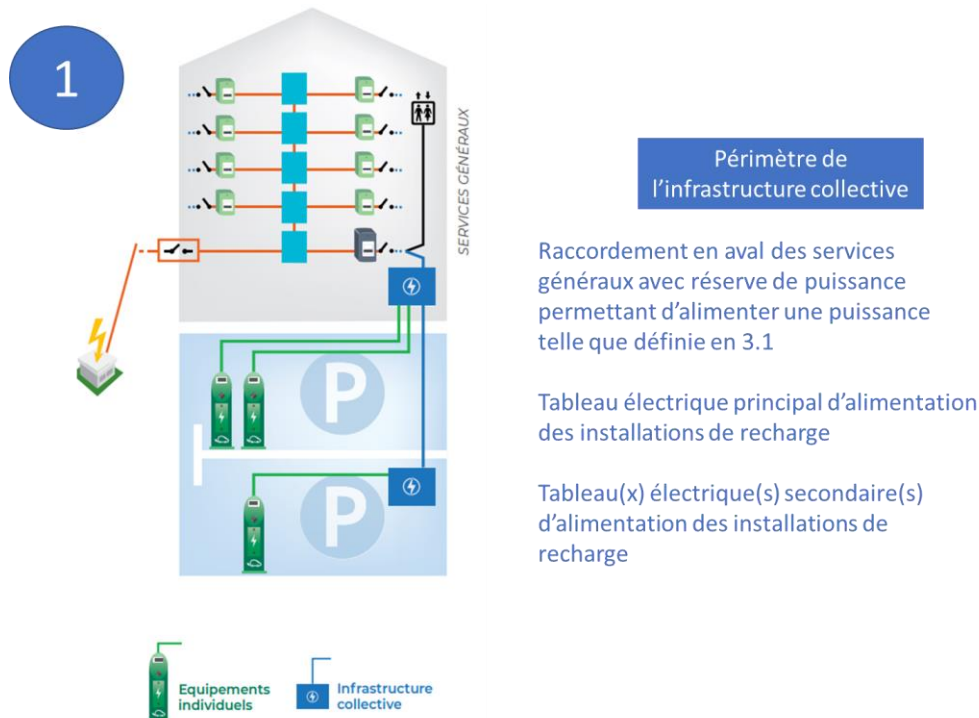 1
SERVICES GÉNÉRAUX
Périmètre de
l'infrastructure collective
Raccordement en aval des services
généraux avec réserve de puissance
permettant d'alimenter une puissance
telle que définie en 3.1
Tableau électrique principal d'alimentation
des installations de recharge
Tableau(x) électrique(s) secondaire(s)
d'alimentation des installations de
recharge
P
P
Equipements
individuels
Infrastructure
collective